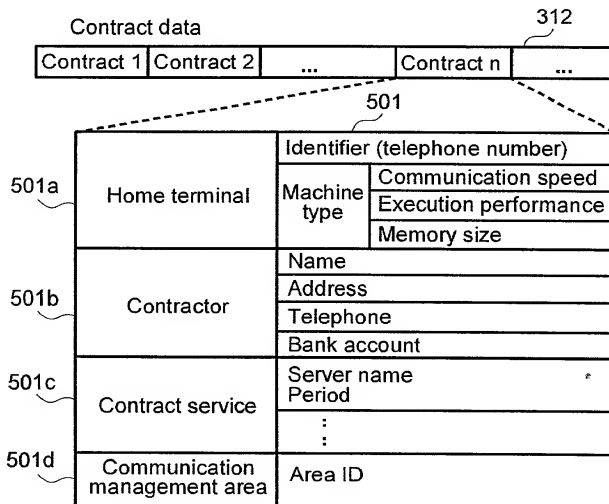 Contract data
312
Contract 1 Contract 2 ... Contract n ...
501
Identifier (telephone number)
501a
Home terminal
Machine type
Communication speed
Execution performance
Memory size
501b
Contractor
Name
Address
Telephone
Bank account
501c
Contract service
Server name
Period
:
:
501d
Communication
management area
Area ID